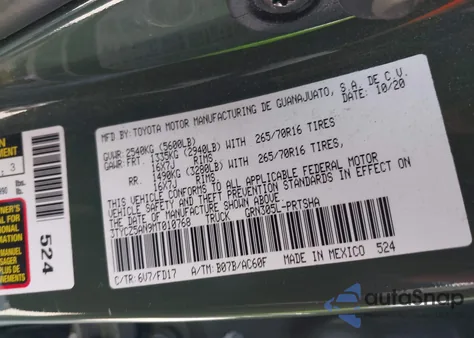 MFD BY: TOYOTA MOTOR MANUFACTURING DE GUANAJUATO, S.A. DE C.V.
DATE: 10/20
GVWR: 2540KG (5600LB)
GAWR: FRT. 1335KG (2940LB) WITH 265/70R16 TIRES,
16X7J RIMS
RR. 1490KG (3280LB) WITH 265/70R16 TIRES,
16X7J RIMS
THIS VEHICLE CONFORMS TO ALL APPLICABLE FEDERAL MOTOR
VEHICLE SAFETY AND THEFT PREVENTION STANDARDS IN EFFECT
ON THE DATE OF MANUFACTURE SHOWN ABOVE.
3TYCZ5AN9MT010768 TRUCK GRN305L-PRTSHA
C/TR: 6V7/FD17 A/TM: B07B/AC60F MADE IN MEXICO 524
524
autoSnap